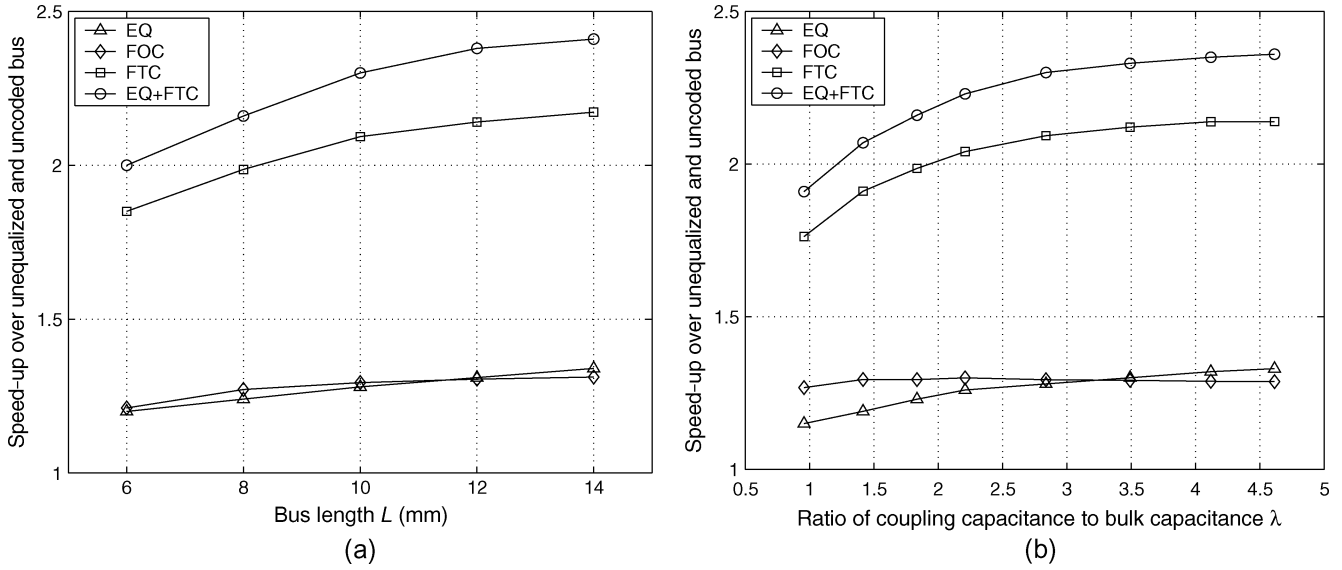 Speed-up over unequalized and uncoded bus
2.5
2
1.5
1
EQ
FOC
FTC
EQ+FTC
6 8 10 12 14
Bus length L (mm)
(a)
Speed-up over unequalized and uncoded bus
2.5
2
1.5
1
EQ
FOC
FTC
EQ+FTC
0.5 1 1.5 2 2.5 3 3.5 4 4.5 5
Ratio of coupling capacitance to bulk capacitance λ
(b)